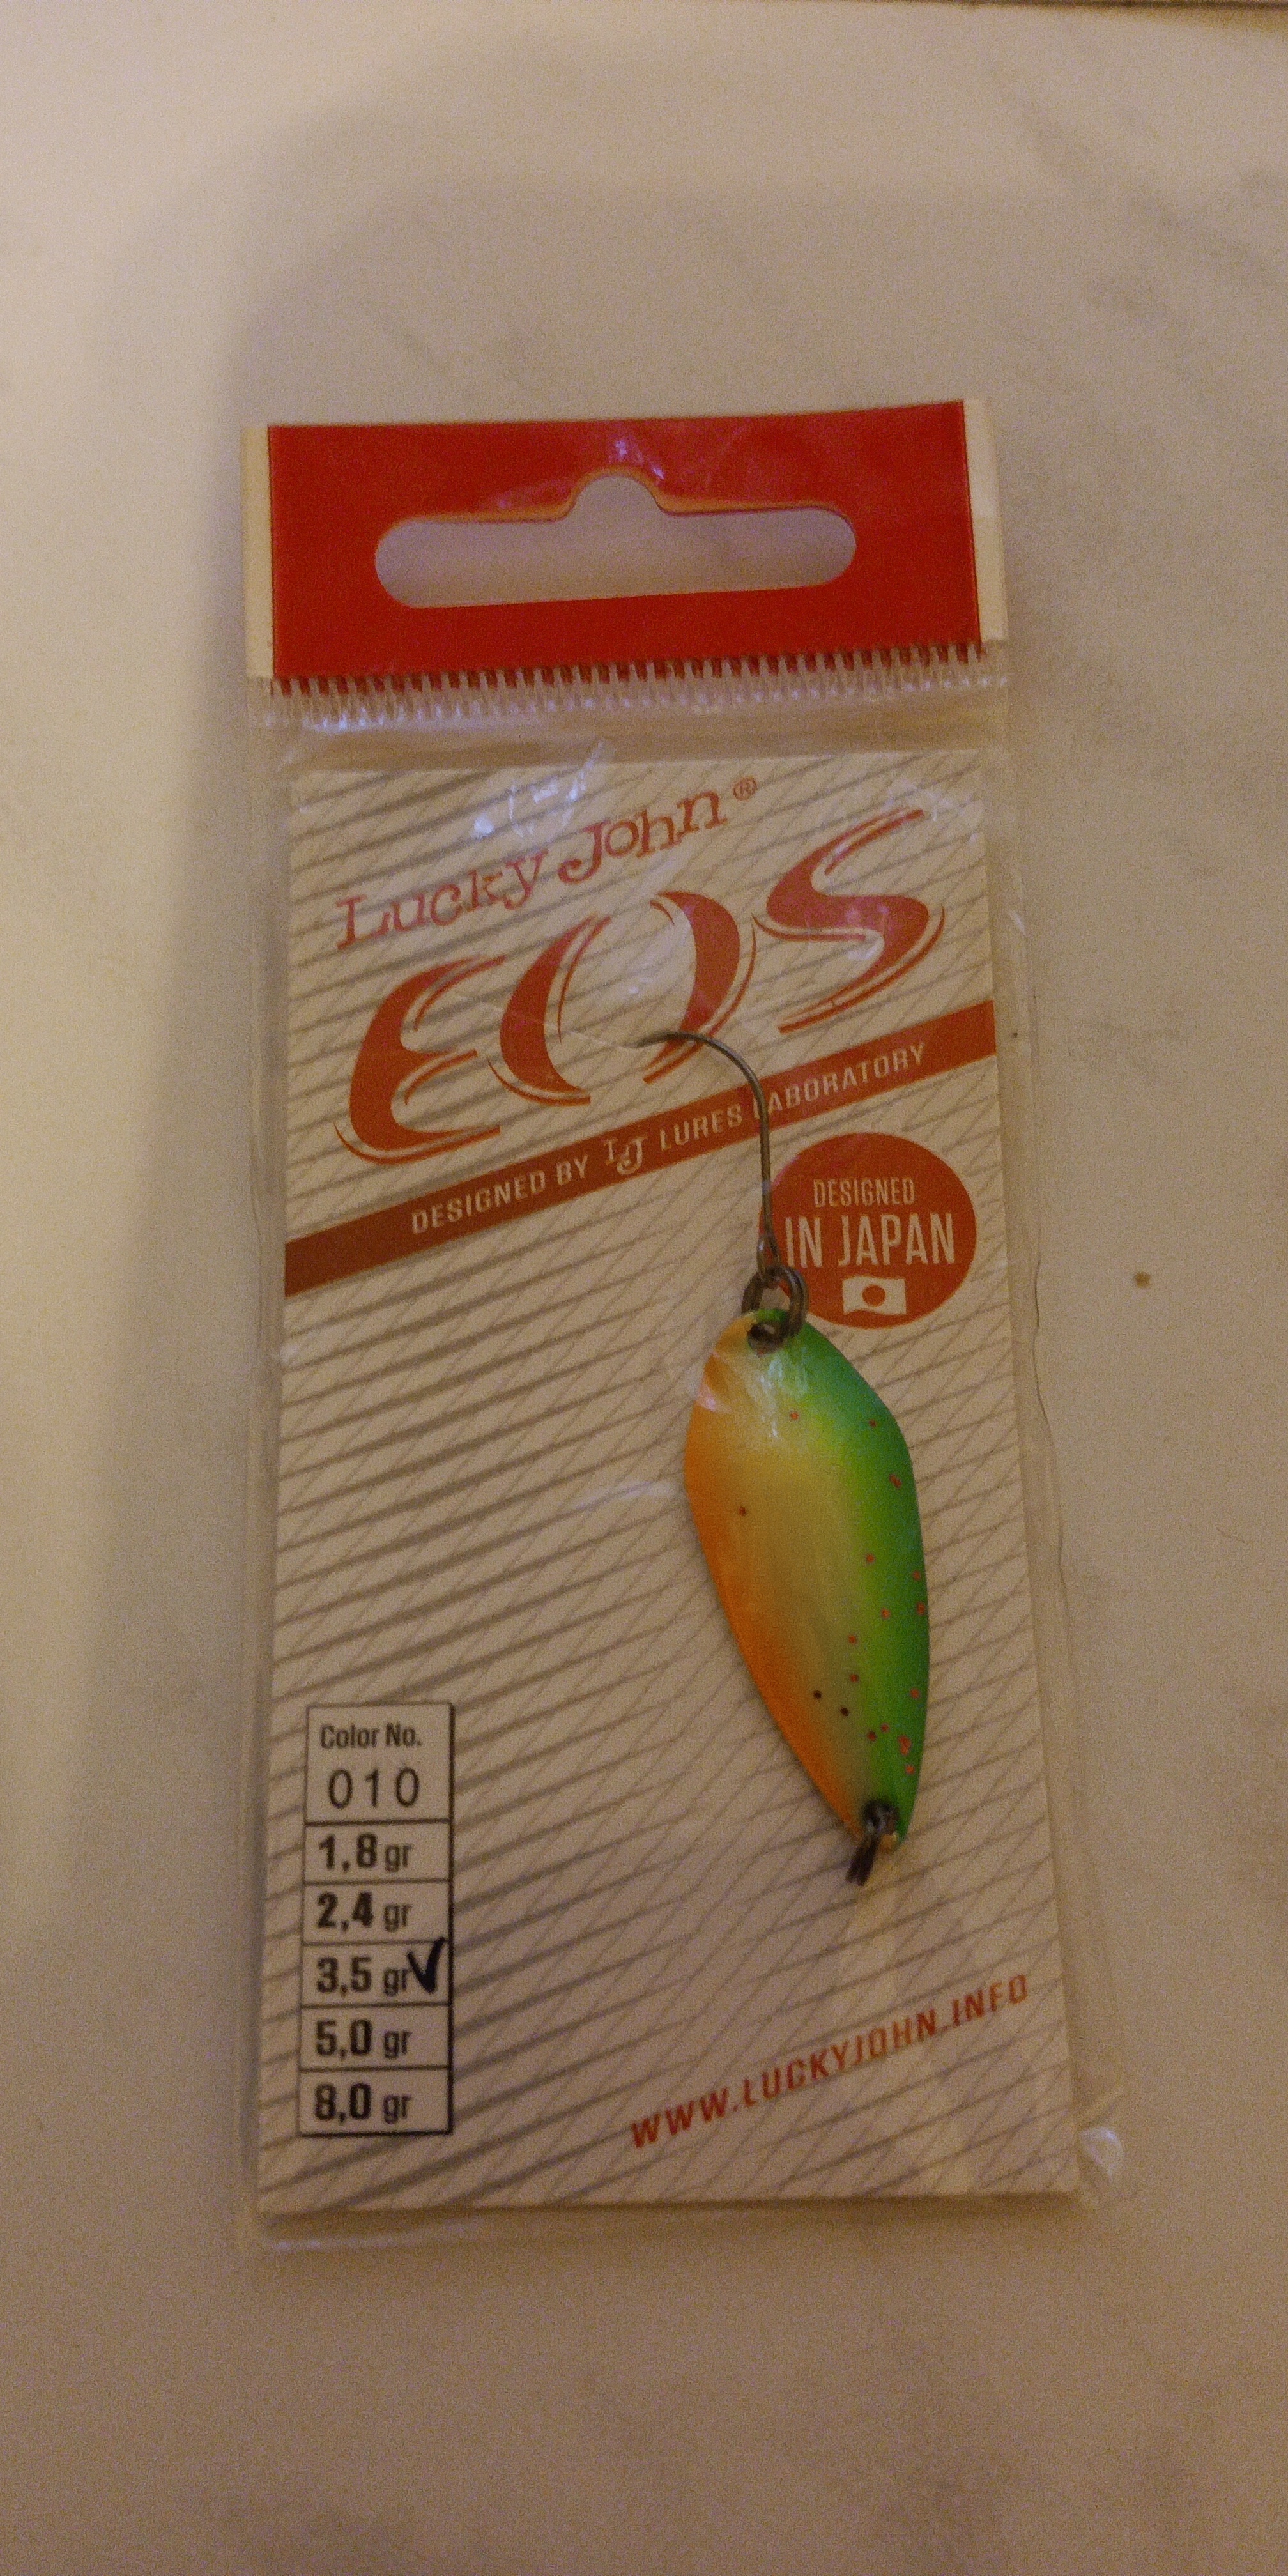 Lucky John®
EOS
DESIGNED BY LJ LURES LABORATORY
DESIGNED
IN JAPAN
Color No.
010
1,8 gr
2,4 gr
3,5 gr✓
5,0 gr
8,0 gr
WWW.LUCKYJOHN.INFO